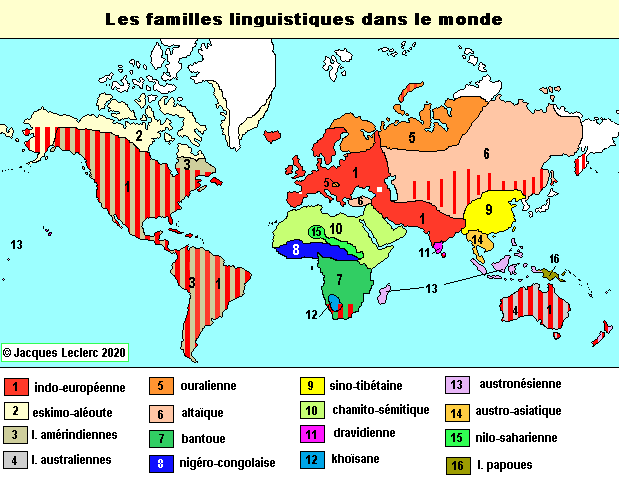 Les familles linguistiques dans le monde
2
5
3
1
6
1
5
6
1
9
15
10
14
13
8
11
16
7
3
1
13
12
4
1
© Jacques Leclerc 2020
1 indo-européenne
2 eskimo-aléoute
3 l. amérindiennes
4 l. australiennes
5 ouralienne
6 altaïque
7 bantoue
8 nigéro-congolaise
9 sino-tibétaine
10 chamito-sémitique
11 dravidienne
12 khoïsane
13 austronésienne
14 austro-asiatique
15 nilo-saharienne
16 l. papoues